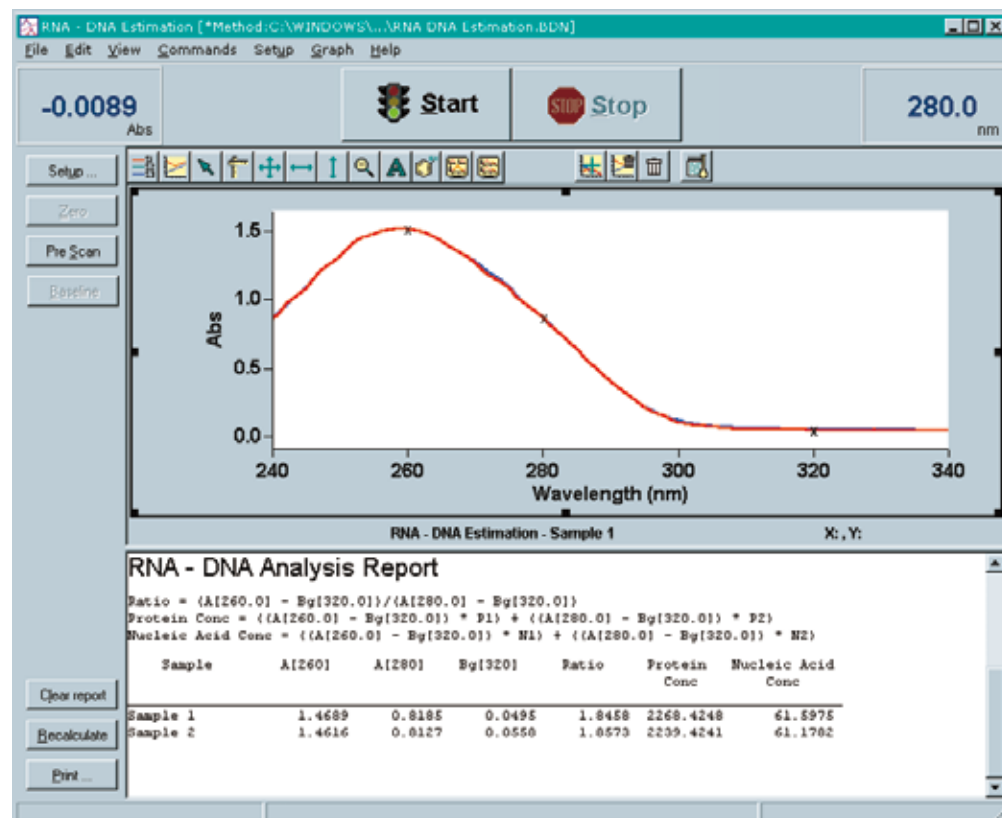 RNA - DNA Estimation [*Method:C:\WINDOWS\...\RNA DNA Estimation.BDN]
File Edit View Commands Setup Graph Help
-0.0089
Abs
Start
STOP Stop
280.0
nm
Setup ...
Zero
Pre Scan
Baseline
Abs
1.5
1.0
0.5
0.0
240 260 280 300 320 340
Wavelength (nm)
RNA - DNA Estimation - Sample 1 X: , Y:
RNA - DNA Analysis Report
Ratio = (A[260.0] - Bg[320.0])/(A[280.0] - Bg[320.0])
Protein Conc = ((A[260.0] - Bg[320.0]) * P1) + ((A[280.0] - Bg[320.0]) * P2)
Nucleic Acid Conc = ((A[260.0] - Bg[320.0]) * N1) + ((A[280.0] - Bg[320.0]) * N2)
Sample A[260] A[280] Bg[320] Ratio Protein Conc Nucleic Acid Conc
Sample 1 1.4689 0.8185 0.0495 1.8458 2268.4248 61.5975
Sample 2 1.4616 0.8127 0.0558 1.8573 2239.4241 61.1782
Clear report
Recalculate
Print ...